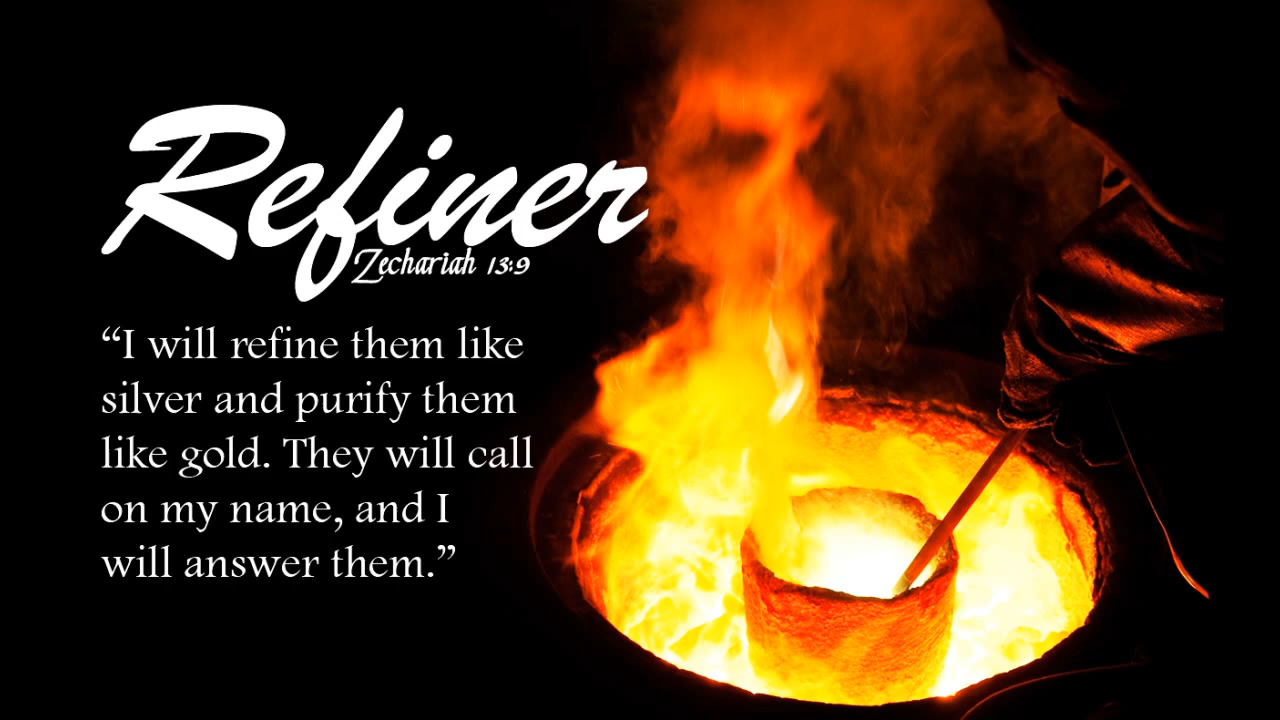 Refiner
Zechariah 13:9
“I will refine them like
silver and purify them
like gold. They will call
on my name, and I
will answer them.”